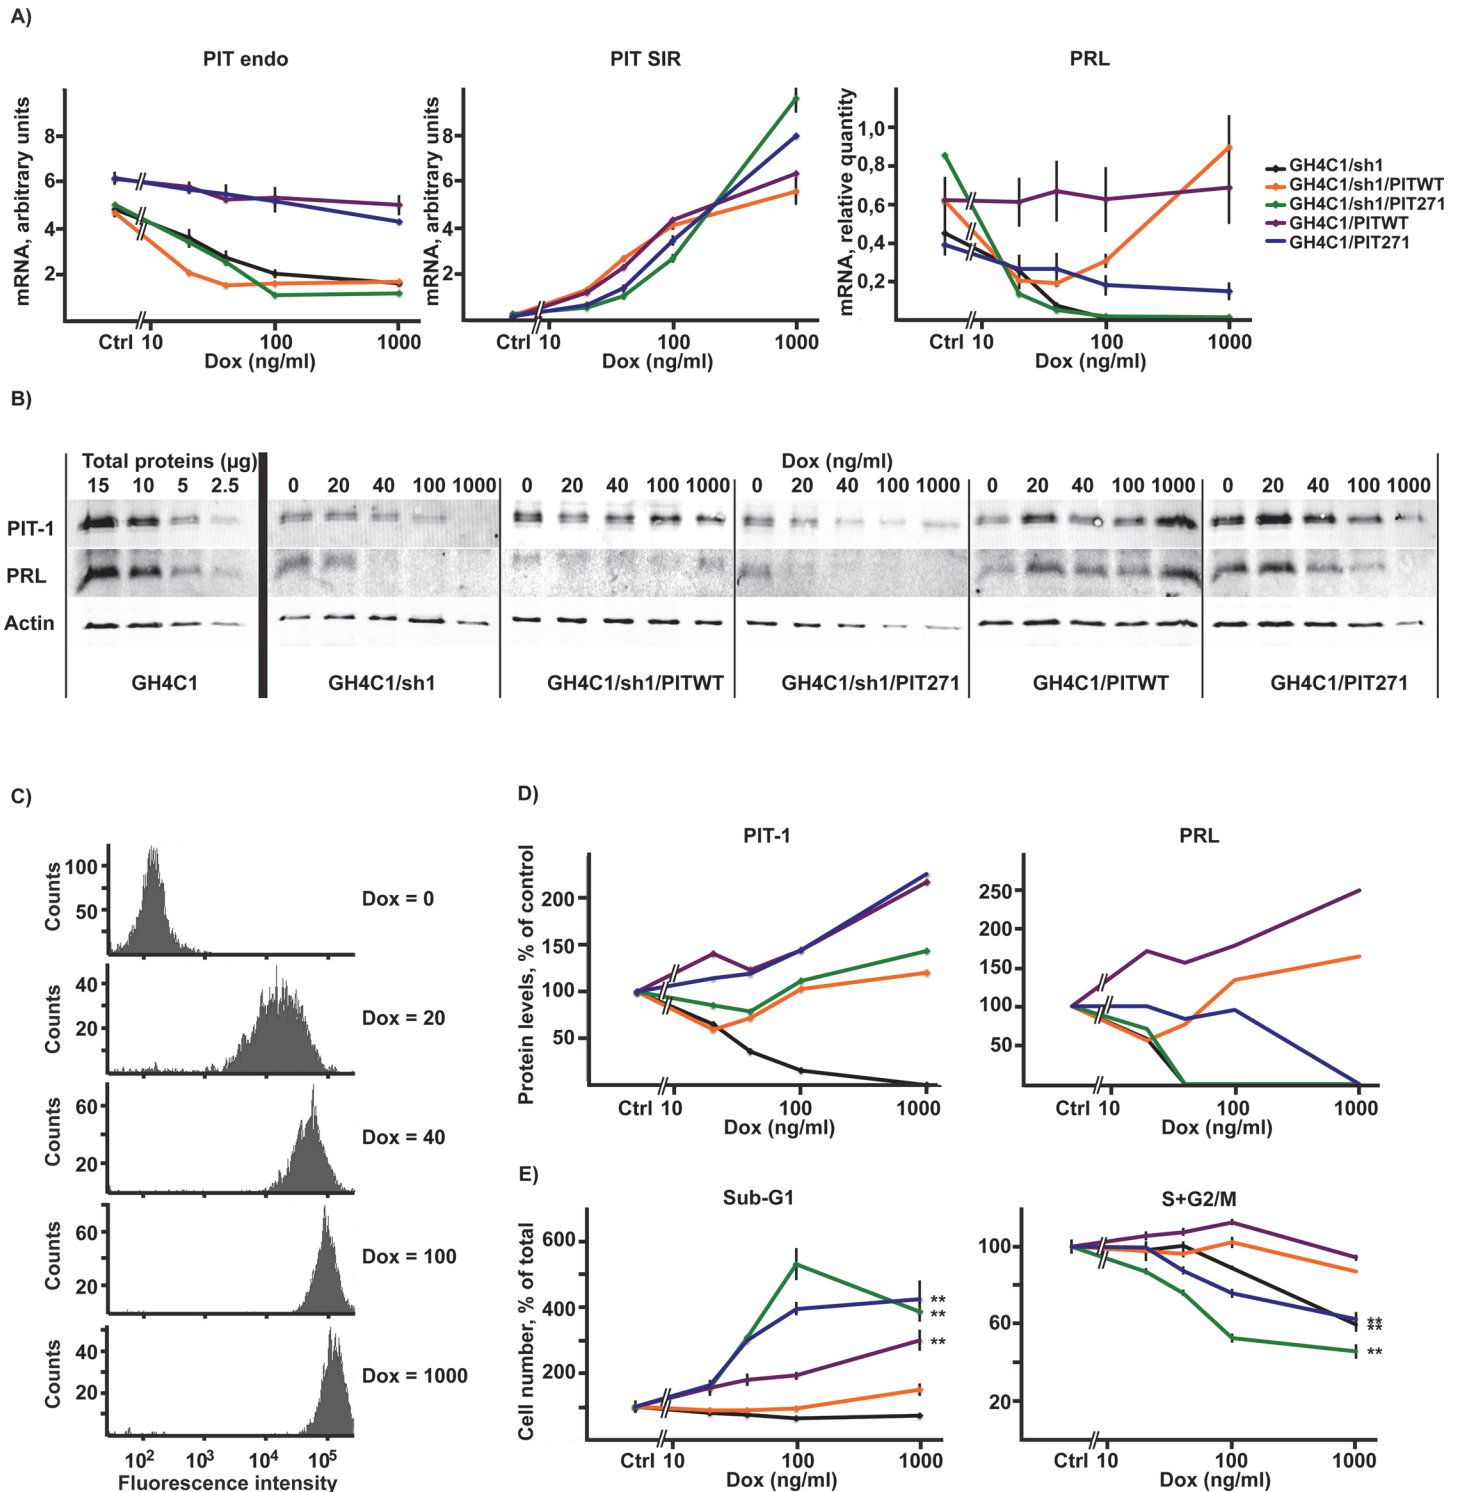 A)
PIT endo
PIT SIR
PRL
mRNA, arbitrary units
8
6
4
2
Ctrl 10 100 1000
Dox (ng/ml)
mRNA, arbitrary units
8
6
4
2
Ctrl 10 100 1000
Dox (ng/ml)
mRNA, relative quantity
1,0
0,8
0,6
0,4
0,2
Ctrl 10 100 1000
Dox (ng/ml)
GH4C1/sh1
GH4C1/sh1/PITWT
GH4C1/sh1/PIT271
GH4C1/PITWT
GH4C1/PIT271
B)
Total proteins (µg)
Dox (ng/ml)
15 10 5 2.5 0 20 40 100 1000 0 20 40 100 1000 0 20 40 100 1000 0 20 40 100 1000 0 20 40 100 1000
PIT-1
PRL
Actin
GH4C1 GH4C1/sh1 GH4C1/sh1/PITWT GH4C1/sh1/PIT271 GH4C1/PITWT GH4C1/PIT271
C)
Counts
100
50
Dox = 0
Counts
40
20
Dox = 20
Counts
60
20
Dox = 40
Counts
60
20
Dox = 100
Counts
40
20
Dox = 1000
10² 10³ 10⁴ 10⁵
Fluorescence intensity
D)
PIT-1
Protein levels, % of control
200
150
100
50
Ctrl 10 100 1000
Dox (ng/ml)
PRL
250
200
150
100
50
Ctrl 10 100 1000
Dox (ng/ml)
E)
Sub-G1
Cell number, % of total
600
400
200
**
**
**
Ctrl 10 100 1000
Dox (ng/ml)
S+G2/M
100
60
20
**
**
**
Ctrl 10 100 1000
Dox (ng/ml)